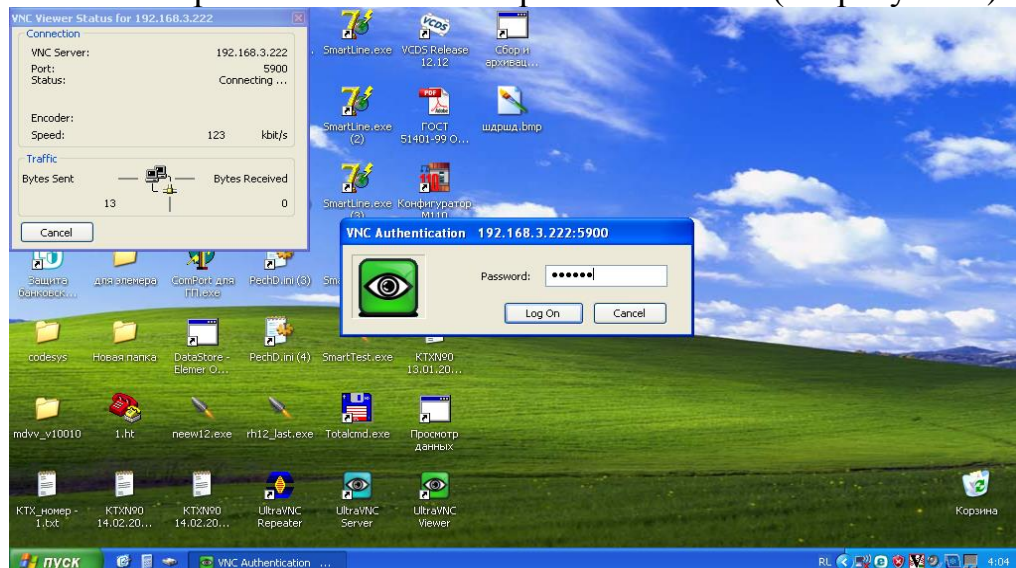 VNC Viewer Status for 192.168.3.222
Connection
VNC Server: 192.168.3.222
Port: 5900
Status: Connecting ...
Encoder:
Speed: 123 kbit/s
Traffic
Bytes Sent Bytes Received
13 0
Cancel
SmartLine.exe
VCDS Release 12.12
Сбор и архивац...
SmartLine.exe (2)
ГОСТ 51401-99 О...
шдршд.bmp
SmartLine.exe (3)
Конфигуратор М110
VNC Authentication 192.168.3.222:5900
Password: ●●●●●●
Log On Cancel
Защита банковск...
для элемера
ComPort для ГП.exe
PechD.ini (3)
codesys
Новая папка
DataStore - Elemer O...
PechD.ini (4)
SmartTest.exe
KTXN90 13.01.20...
mdvv_v10010
1.ht
neew12.exe
rh12_last.exe
Totalcmd.exe
Просмотр данных
КТХ_номер - 1.txt
KTXN90 14.02.20...
KTXN90 14.02.20...
UltraVNC Repeater
UltraVNC Server
UltraVNC Viewer
Корзина
пуск
VNC Authentication ...
RL
4:04